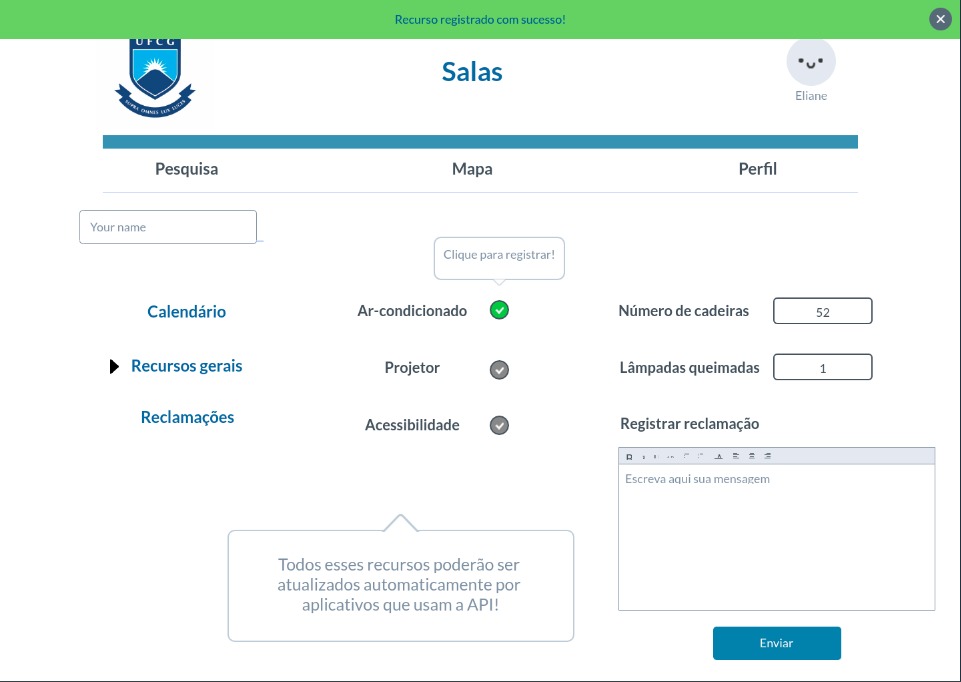 Recurso registrado com sucesso!
UFCG
SUPRA OMNES LUX LUCAS
Salas
Eliane
Pesquisa
Mapa
Perfil
Your name
Clique para registrar!
Calendário
Ar-condicionado
Número de cadeiras
52
Recursos gerais
Projetor
Lâmpadas queimadas
1
Reclamações
Acessibilidade
Registrar reclamação
Escreva aqui sua mensagem
Todos esses recursos poderão ser
atualizados automaticamente por
aplicativos que usam a API!
Enviar